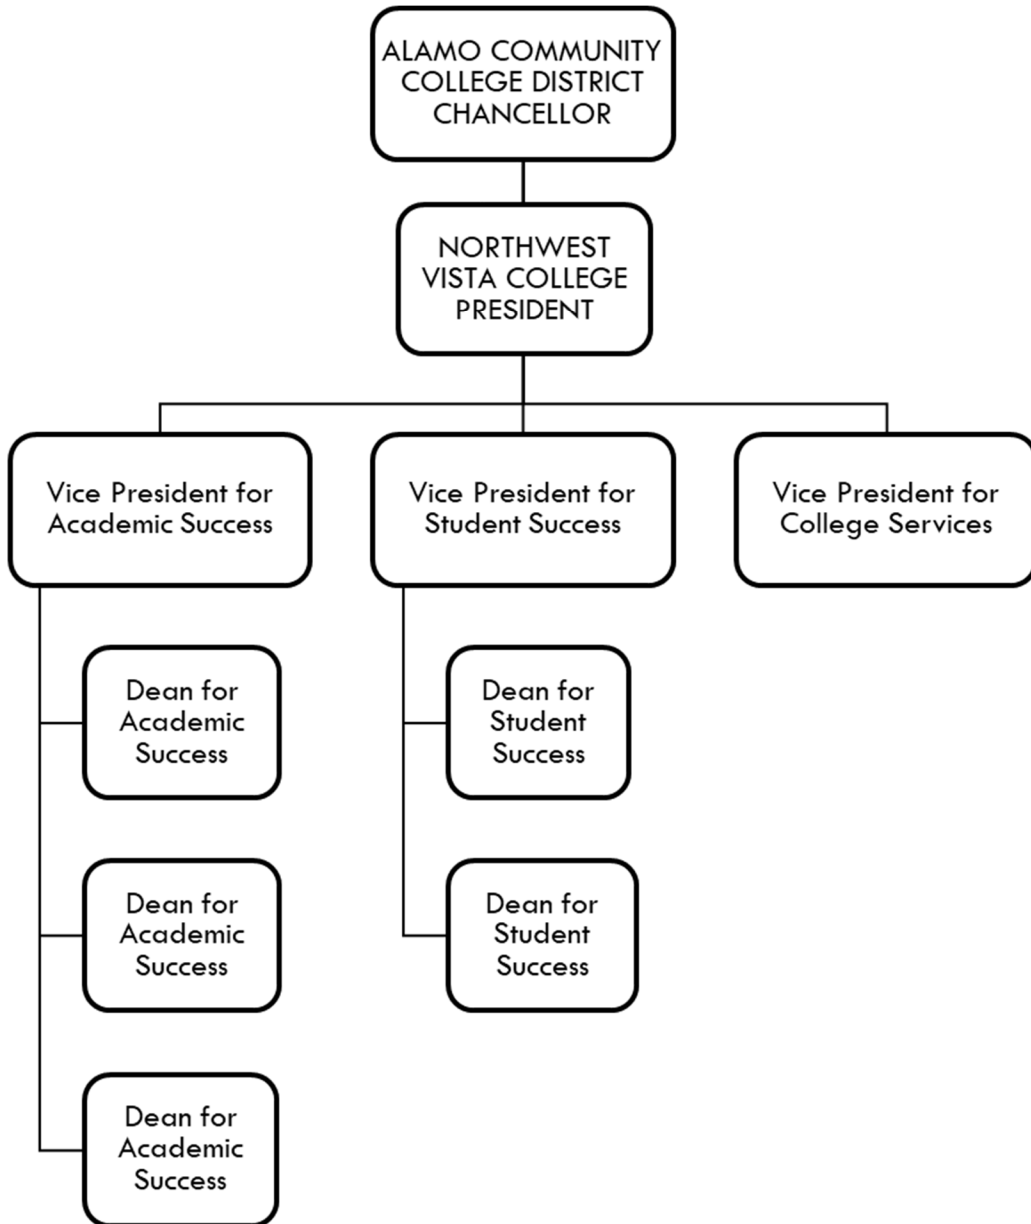 ALAMO COMMUNITY
COLLEGE DISTRICT
CHANCELLOR
NORTHWEST
VISTA COLLEGE
PRESIDENT
Vice President for
Academic Success
Vice President for
Student Success
Vice President for
College Services
Dean for
Academic
Success
Dean for
Student
Success
Dean for
Academic
Success
Dean for
Student
Success
Dean for
Academic
Success